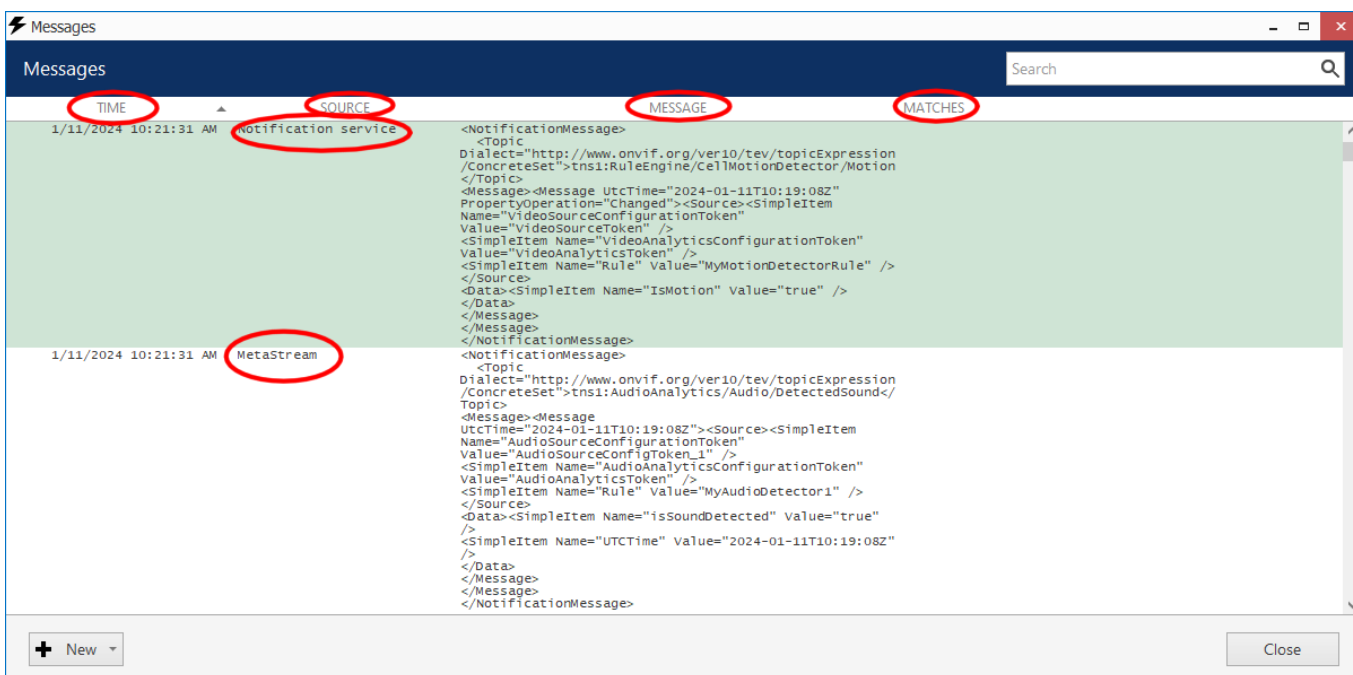 Messages
Messages
Search
TIME SOURCE MESSAGE MATCHES
1/11/2024 10:21:31 AM Notification service <NotificationMessage>
<Topic
Dialect="http://www.onvif.org/ver10/tev/topicExpression
/ConcreteSet">tns1:RuleEngine/CellMotionDetector/Motion
</Topic>
<Message><Message UtcTime="2024-01-11T10:19:08Z"
PropertyOperation="Changed"><Source><SimpleItem
Name="VideoSourceConfigurationToken"
Value="VideoSourceToken" />
<SimpleItem Name="VideoAnalyticsConfigurationToken"
Value="VideoAnalyticsToken" />
<SimpleItem Name="Rule" Value="MyMotionDetectorRule" />
</Source>
<Data><SimpleItem Name="IsMotion" Value="true" />
</Data>
</Message>
</Message>
</NotificationMessage>
1/11/2024 10:21:31 AM MetaStream <NotificationMessage>
<Topic
Dialect="http://www.onvif.org/ver10/tev/topicExpression
/ConcreteSet">tns1:AudioAnalytics/Audio/DetectedSound</
Topic>
<Message><Message
UtcTime="2024-01-11T10:19:08Z"><Source><SimpleItem
Name="AudioSourceConfigurationToken"
Value="AudioSourceConfigToken_1" />
<SimpleItem Name="AudioAnalyticsConfigurationToken"
Value="AudioAnalyticsToken" />
<SimpleItem Name="Rule" Value="MyAudioDetector1" />
</Source>
<Data><SimpleItem Name="isSoundDetected" Value="true"
/>
<SimpleItem Name="UTCTime" Value="2024-01-11T10:19:08Z"
/>
</Data>
</Message>
</Message>
</NotificationMessage>
New
Close